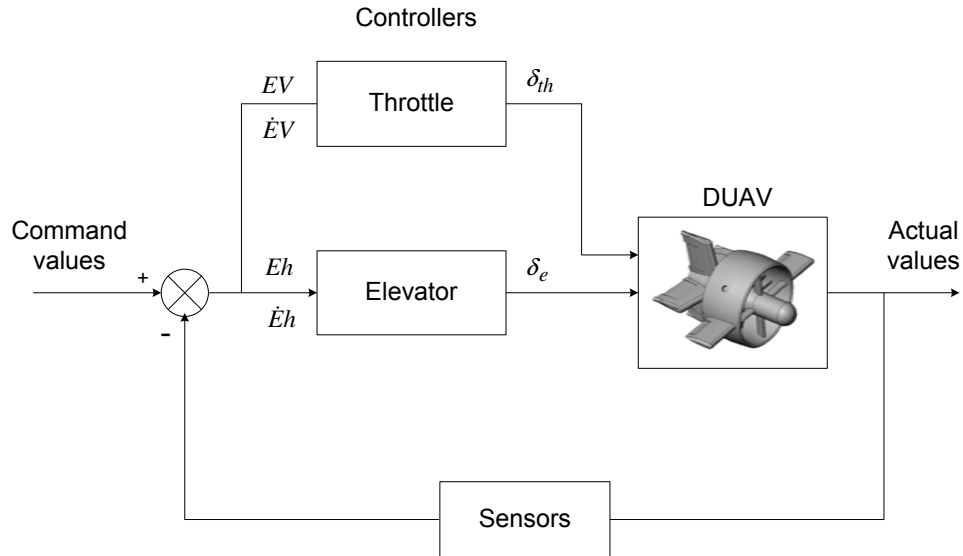 Controllers
EV
ĖV
Throttle
δth
Command
values
+
-
Eh
Ėh
Elevator
δe
DUAV
Actual
values
Sensors